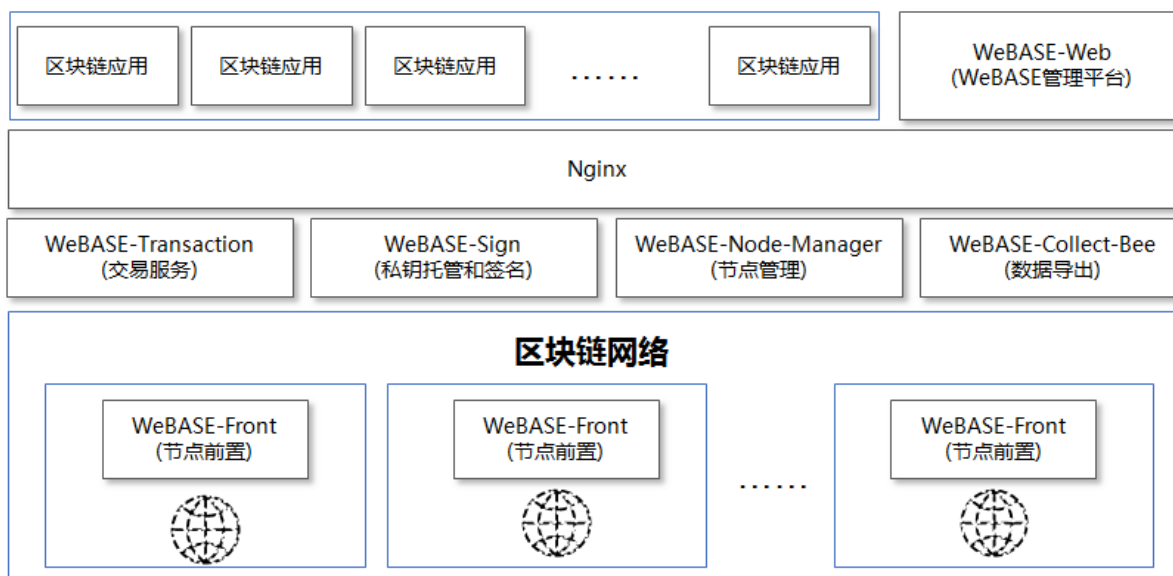 区块链应用
区块链应用
区块链应用
......
区块链应用
WeBASE-Web
(WeBASE管理平台)
Nginx
WeBASE-Transaction
(交易服务)
WeBASE-Sign
(私钥托管和签名)
WeBASE-Node-Manager
(节点管理)
WeBASE-Collect-Bee
(数据导出)
区块链网络
WeBASE-Front
(节点前置)
WeBASE-Front
(节点前置)
......
WeBASE-Front
(节点前置)